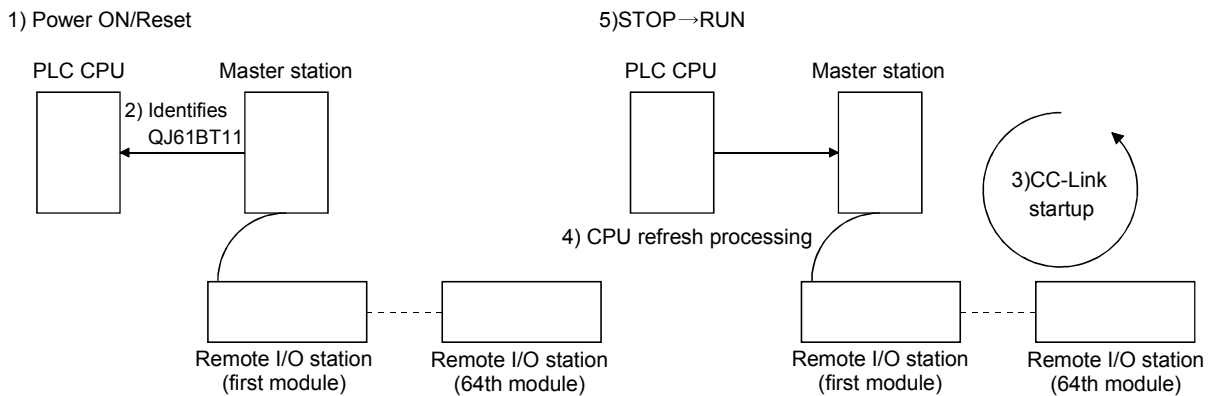 1) Power ON/Reset
PLC CPU
Master station
2) Identifies
QJ61BT11
Remote I/O station
(first module)
Remote I/O station
(64th module)
5)STOP→RUN
PLC CPU
Master station
3)CC-Link
startup
4) CPU refresh processing
Remote I/O station
(first module)
Remote I/O station
(64th module)